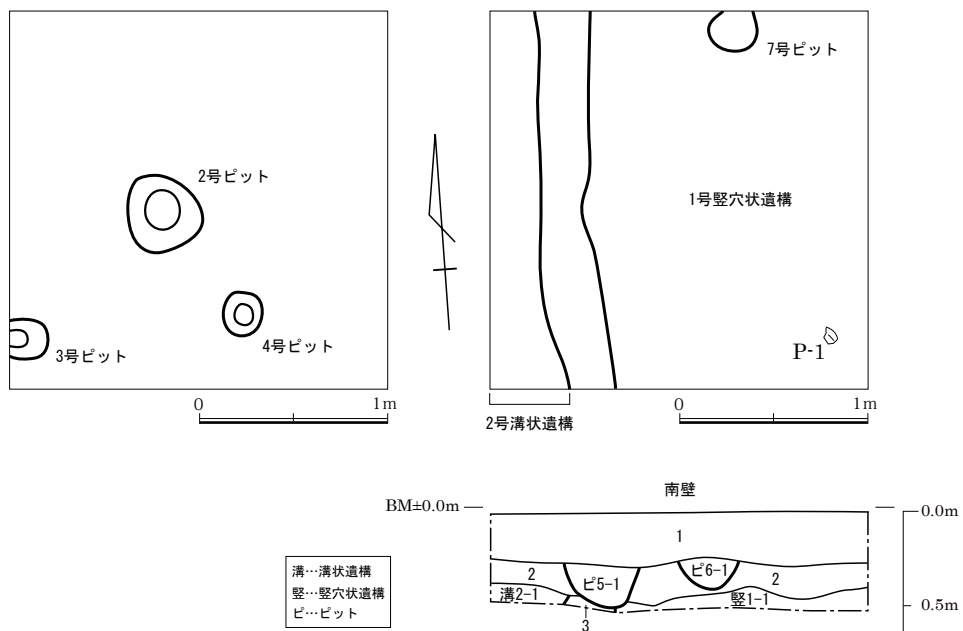 2号ピット
3号ピット
4号ピット
0
1m
7号ピット
1号竪穴状遺構
P-1
2号溝状遺構
0
1m
南壁
BM±0.0m
0.0m
1
2
ピ5-1
ピ6-1
2
溝2-1
竪1-1
3
0.5m
溝…溝状遺構
竪…竪穴状遺構
ピ…ピット